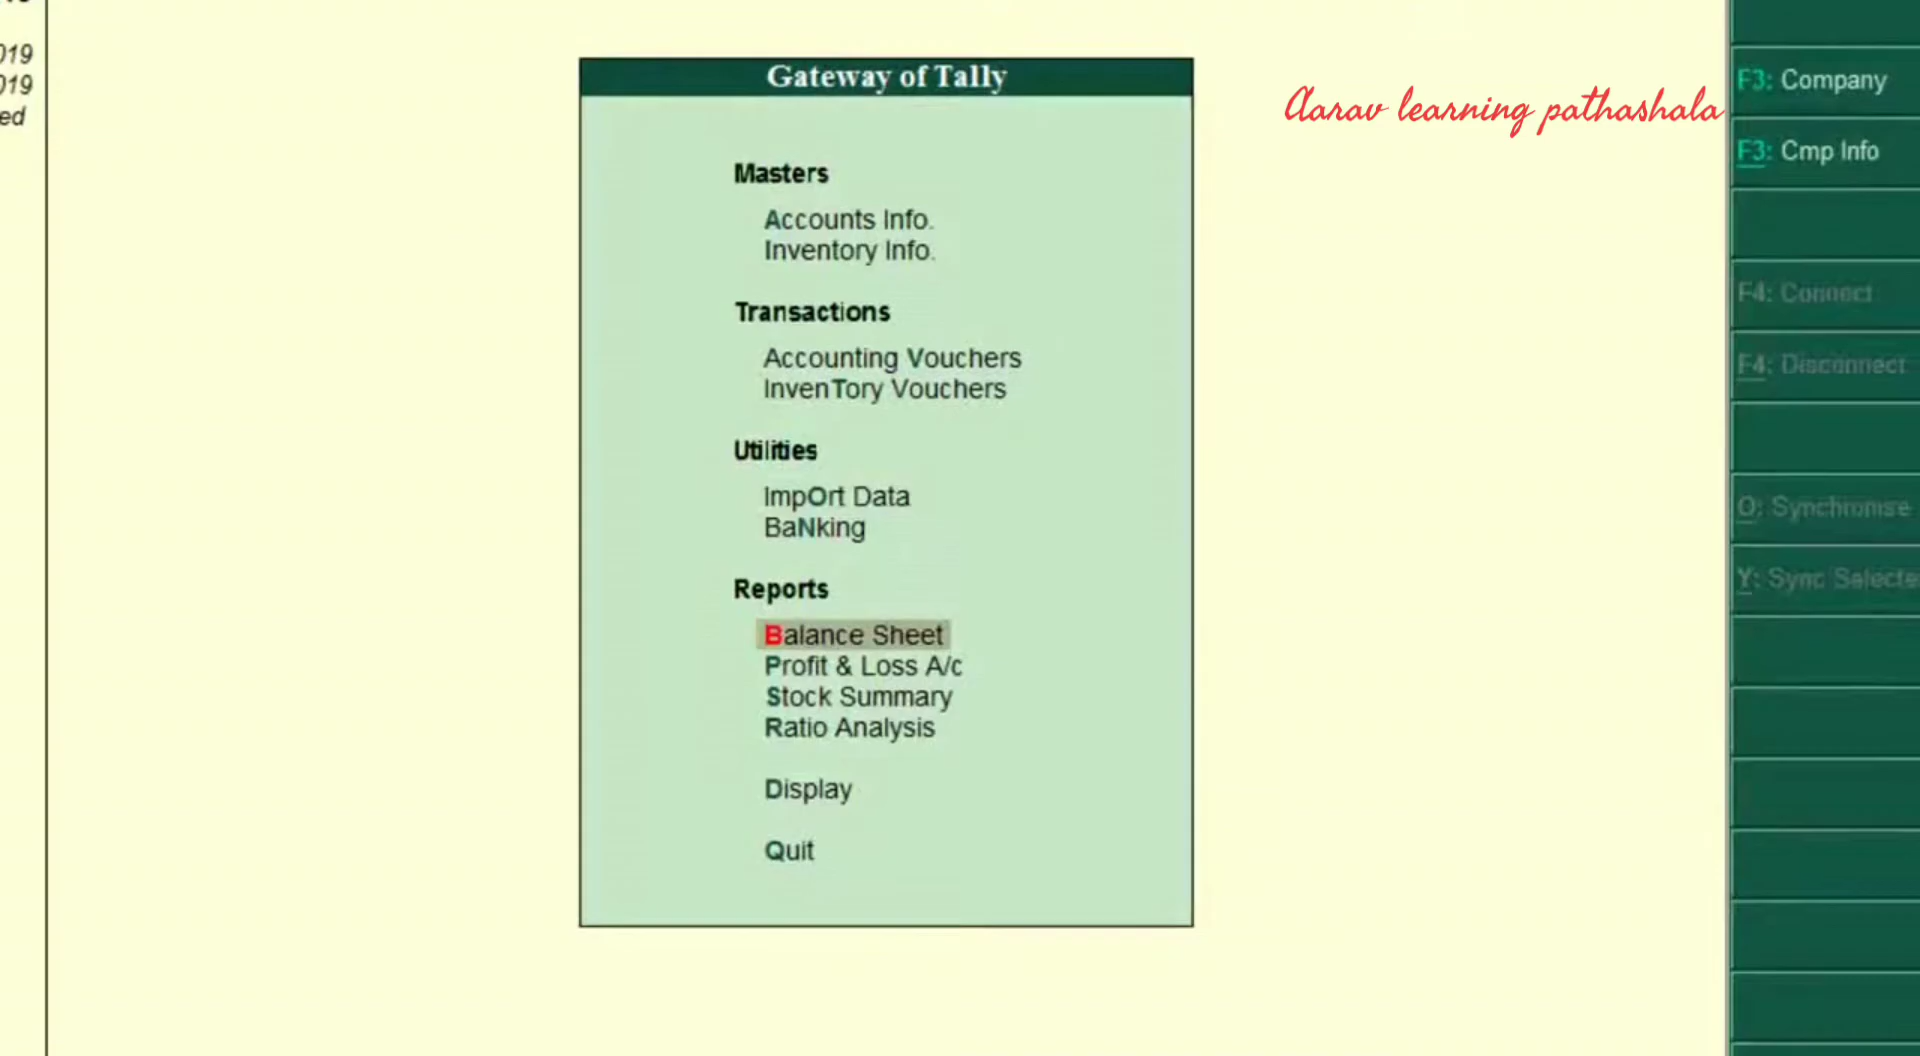 019
019
ed
Gateway of Tally
Masters
Accounts Info.
Inventory Info.
Transactions
Accounting Vouchers
InvenTory Vouchers
Utilities
ImpOrt Data
BaNking
Reports
Balance Sheet
Profit & Loss A/c
Stock Summary
Ratio Analysis
Display
Quit
Aarav learning pathashala
F3: Company
F3: Cmp Info
F4: Connect
F4: Disconnect
O: Synchronise
Y: Sync Selecte